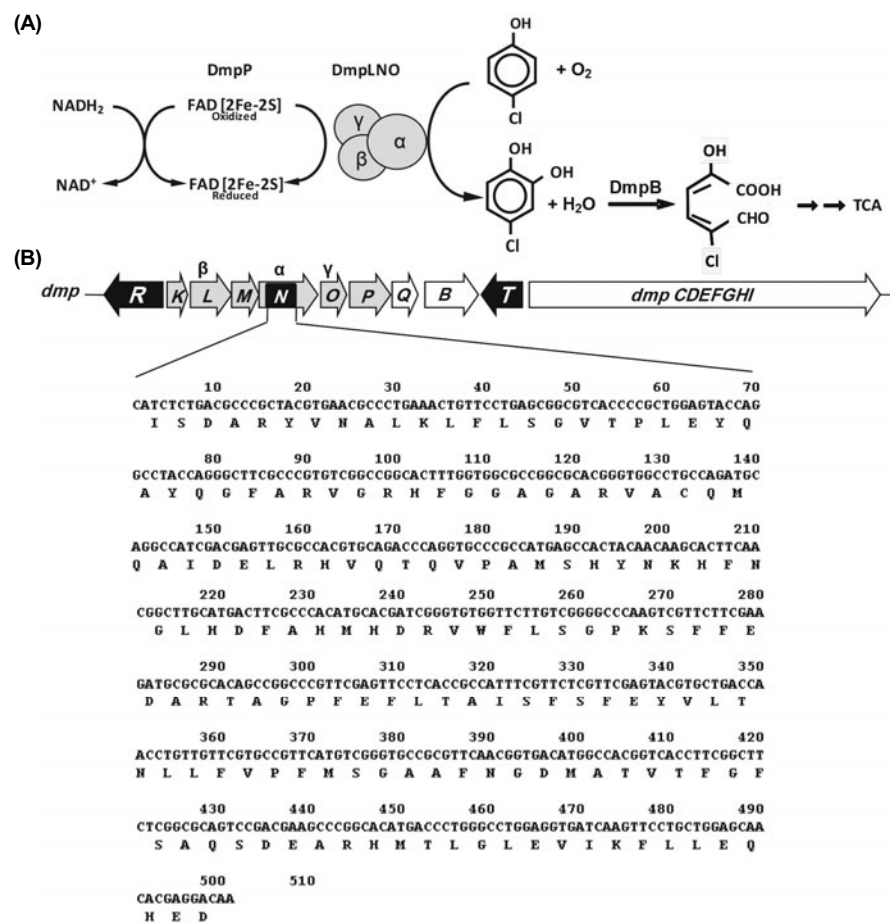 (A)
OH
DmpP DmpLNO + O₂
NADH₂ FAD [2Fe-2S] γ
Oxidized α Cl
β OH
OH OH
NAD⁺ FAD [2Fe-2S] + H₂O DmpB COOH
Reduced CHO → → TCA
Cl Cl
(B)
β α γ
dmp R K L M N O P Q B T dmp CDEFGHI
10 20 30 40 50 60 70
CATCTCTGACGCCCGCTACGTGAACGCCCTGAAACTGTTCCTGAGCGGCGTCACCCCGCTGGAGTACCAG
I S D A R Y V N A L K L F L S G V T P L E Y Q
80 90 100 110 120 130 140
GCCTACCAGGGCTTCGCCCGTGTCGGCCGGCACTTTGGTGGCGCCGGCGCACGGGTGGCCTGCCAGATGC
A Y Q G F A R V G R H F G G A G A R V A C Q M
150 160 170 180 190 200 210
AGGCCATCGACGAGTTGCGCCACGTGCAGACCCAGGTGCCCGCCATGAGCCACTACAACAAGCACTTCAA
Q A I D E L R H V Q T Q V P A M S H Y N K H F N
220 230 240 250 260 270 280
CGGCTTGCATGACTTCGCCCACATGCACGATCGGGTGTGGTTCTTGTCGGGGCCCAAGTCGTTCTTCGAA
G L H D F A H M H D R V W F L S G P K S F F E
290 300 310 320 330 340 350
GATGCGCGCACAGCCGGCCCGTTCGAGTTCCTCACCGCCATTTCGTTCTCGTTCGAGTACGTGCTGACCA
D A R T A G P F E F L T A I S F S F E Y V L T
360 370 380 390 400 410 420
ACCTGTTGTTCGTGCCGTTCATGTCGGGTGCCGCGTTCAACGGTGACATGGCCACGGTCACCTTCGGCTT
N L L F V P F M S G A A F N G D M A T V T F G F
430 440 450 460 470 480 490
CTCGGCGCAGTCCGACGAAGCCCGGCACATGACCCTGGGCCTGGAGGTGATCAAGTTCCTGCTGGAGCAA
S A Q S D E A R H M T L G L E V I K F L L E Q
500 510
CACGAGGACAA
H E D